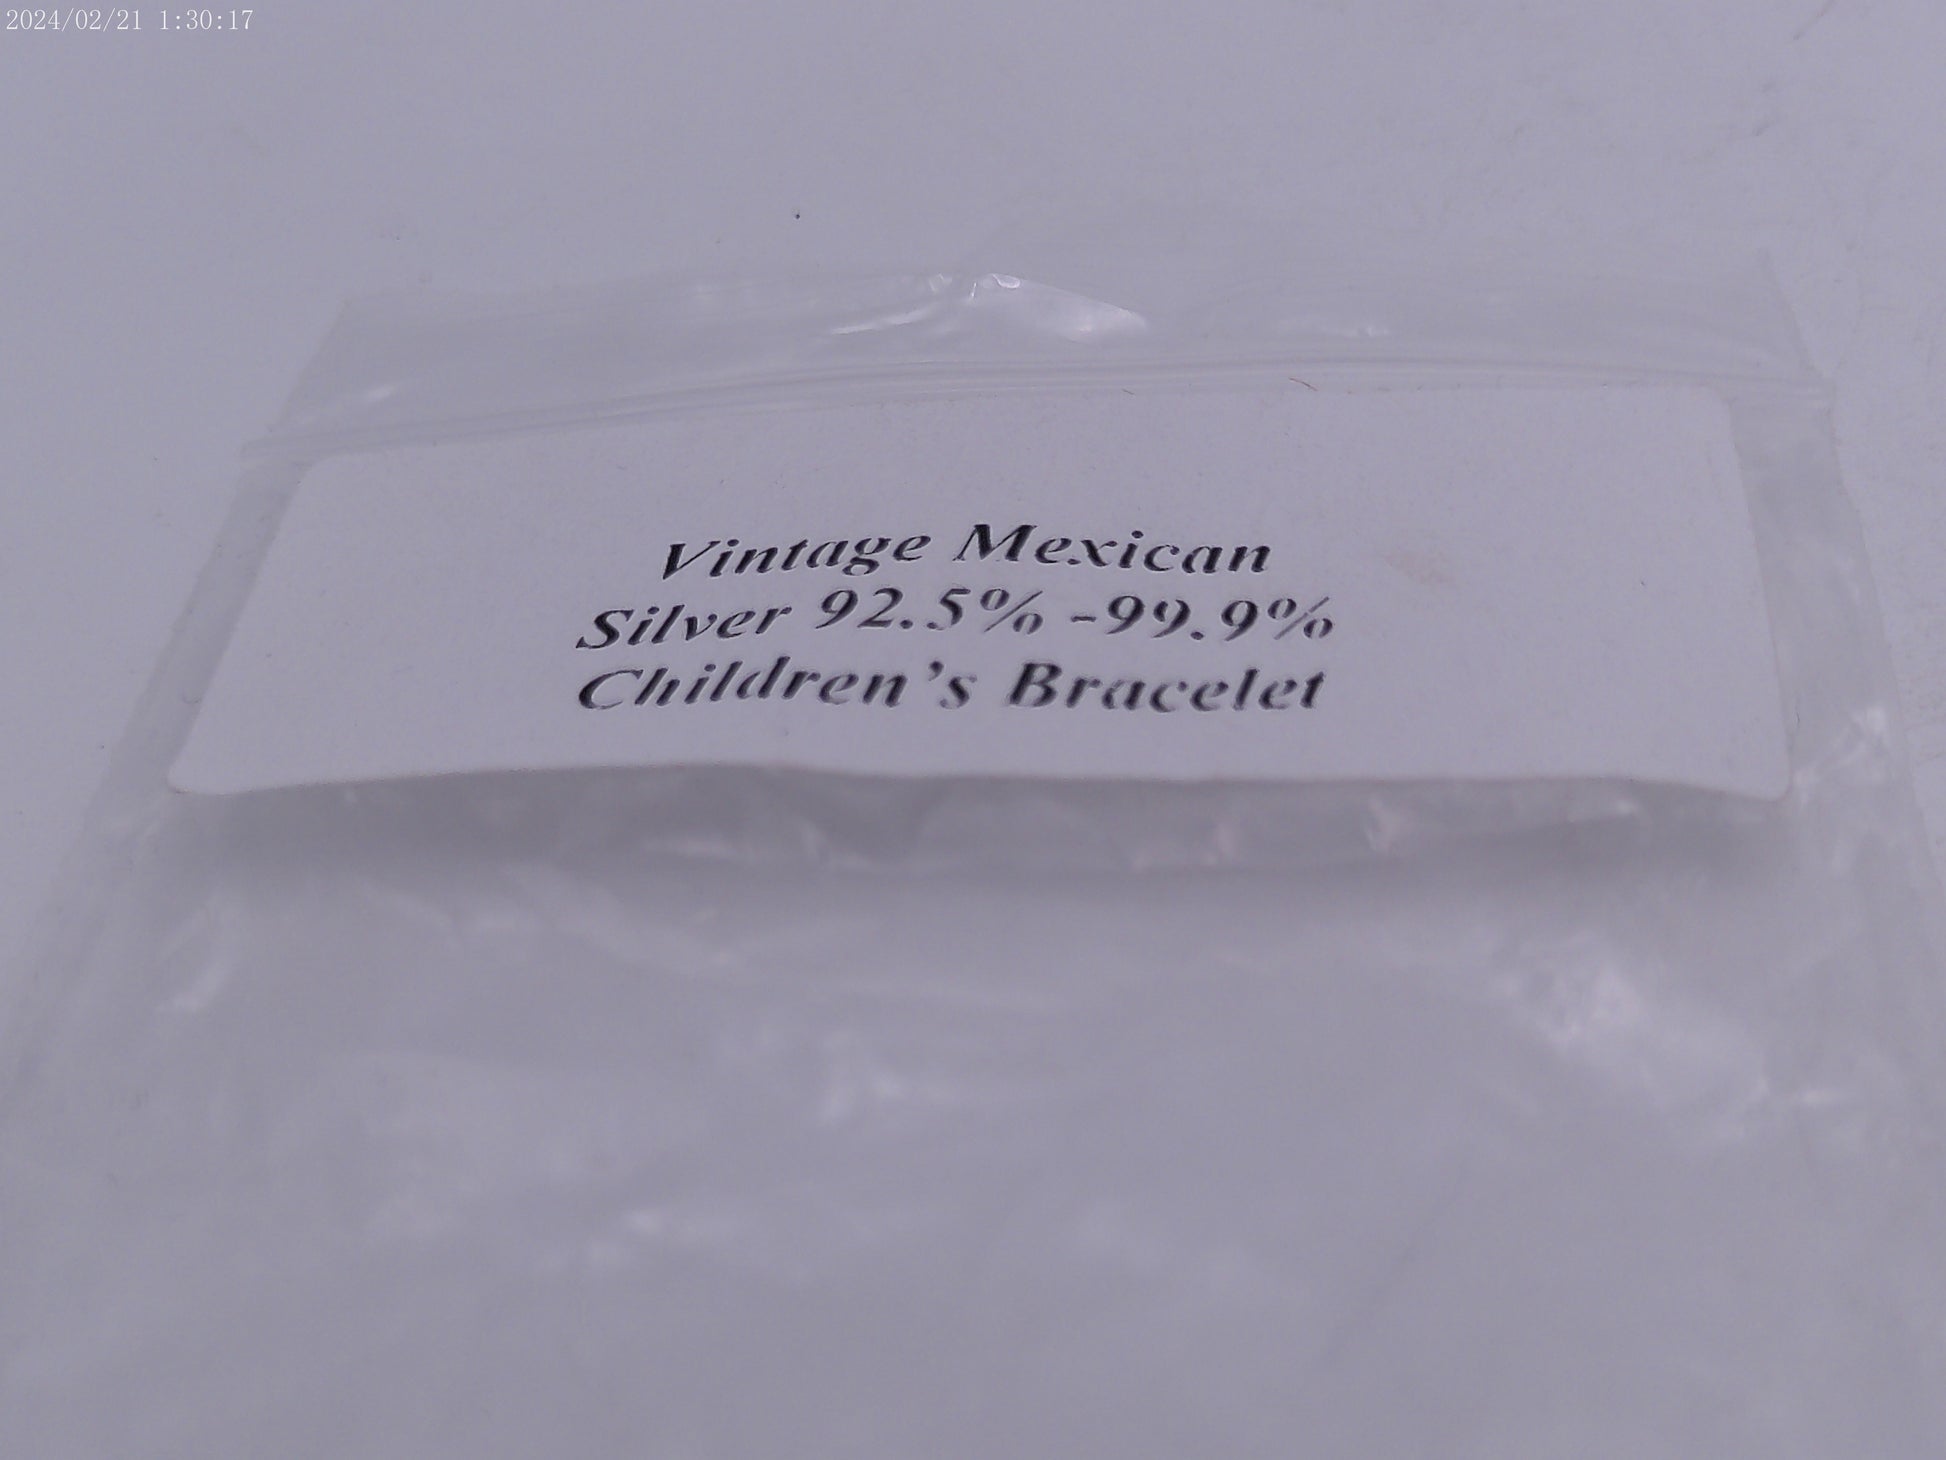 2024/02/21 1:30:17
Vintage Mexican
Silver 92.5% -99.9%
Children's Bracelet